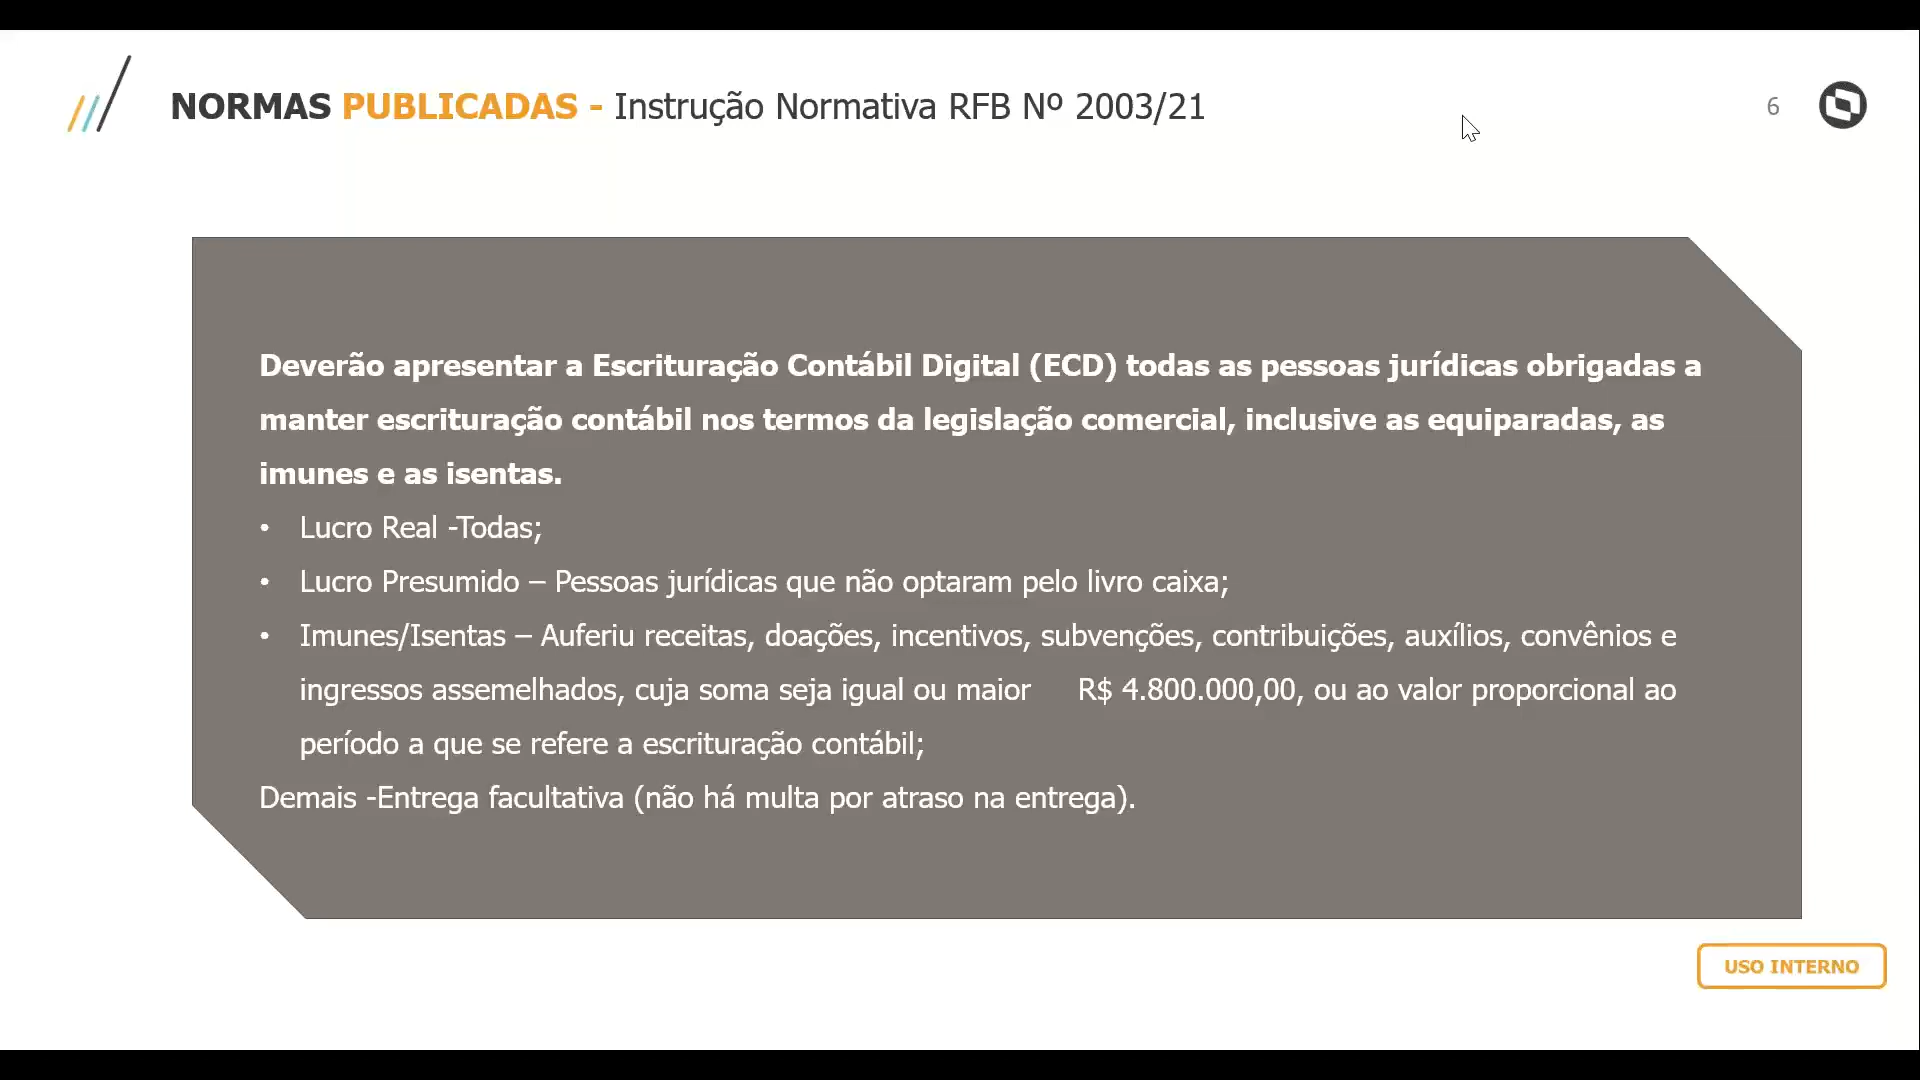 NORMAS PUBLICADAS - Instrução Normativa RFB Nº 2003/21
6
Deverão apresentar a Escrituração Contábil Digital (ECD) todas as pessoas jurídicas obrigadas a
manter escrituração contábil nos termos da legislação comercial, inclusive as equiparadas, as
imunes e as isentas.
• Lucro Real -Todas;
• Lucro Presumido – Pessoas jurídicas que não optaram pelo livro caixa;
• Imunes/Isentas – Auferiu receitas, doações, incentivos, subvenções, contribuições, auxílios, convênios e
ingressos assemelhados, cuja soma seja igual ou maior R$ 4.800.000,00, ou ao valor proporcional ao
período a que se refere a escrituração contábil;
Demais -Entrega facultativa (não há multa por atraso na entrega).
USO INTERNO